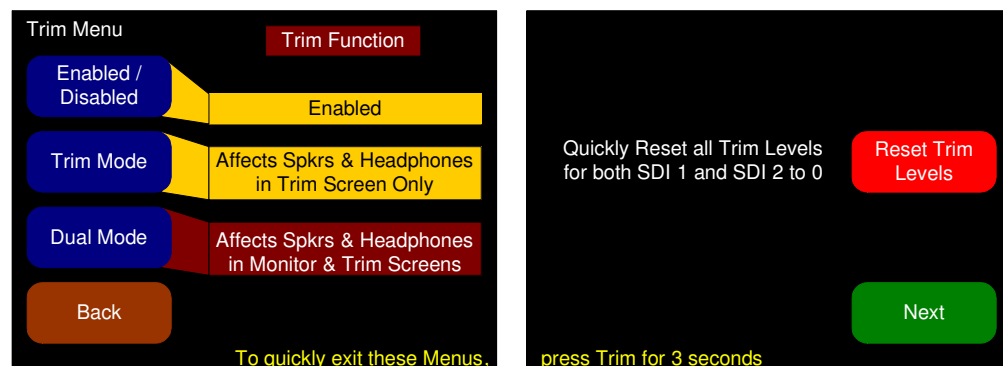 Trim Menu
Trim Function
Enabled /
Disabled
Enabled
Trim Mode
Affects Spkrs & Headphones
in Trim Screen Only
Dual Mode
Affects Spkrs & Headphones
in Monitor & Trim Screens
Back
To quickly exit these Menus,
Quickly Reset all Trim Levels
for both SDI 1 and SDI 2 to 0
Reset Trim
Levels
Next
press Trim for 3 seconds